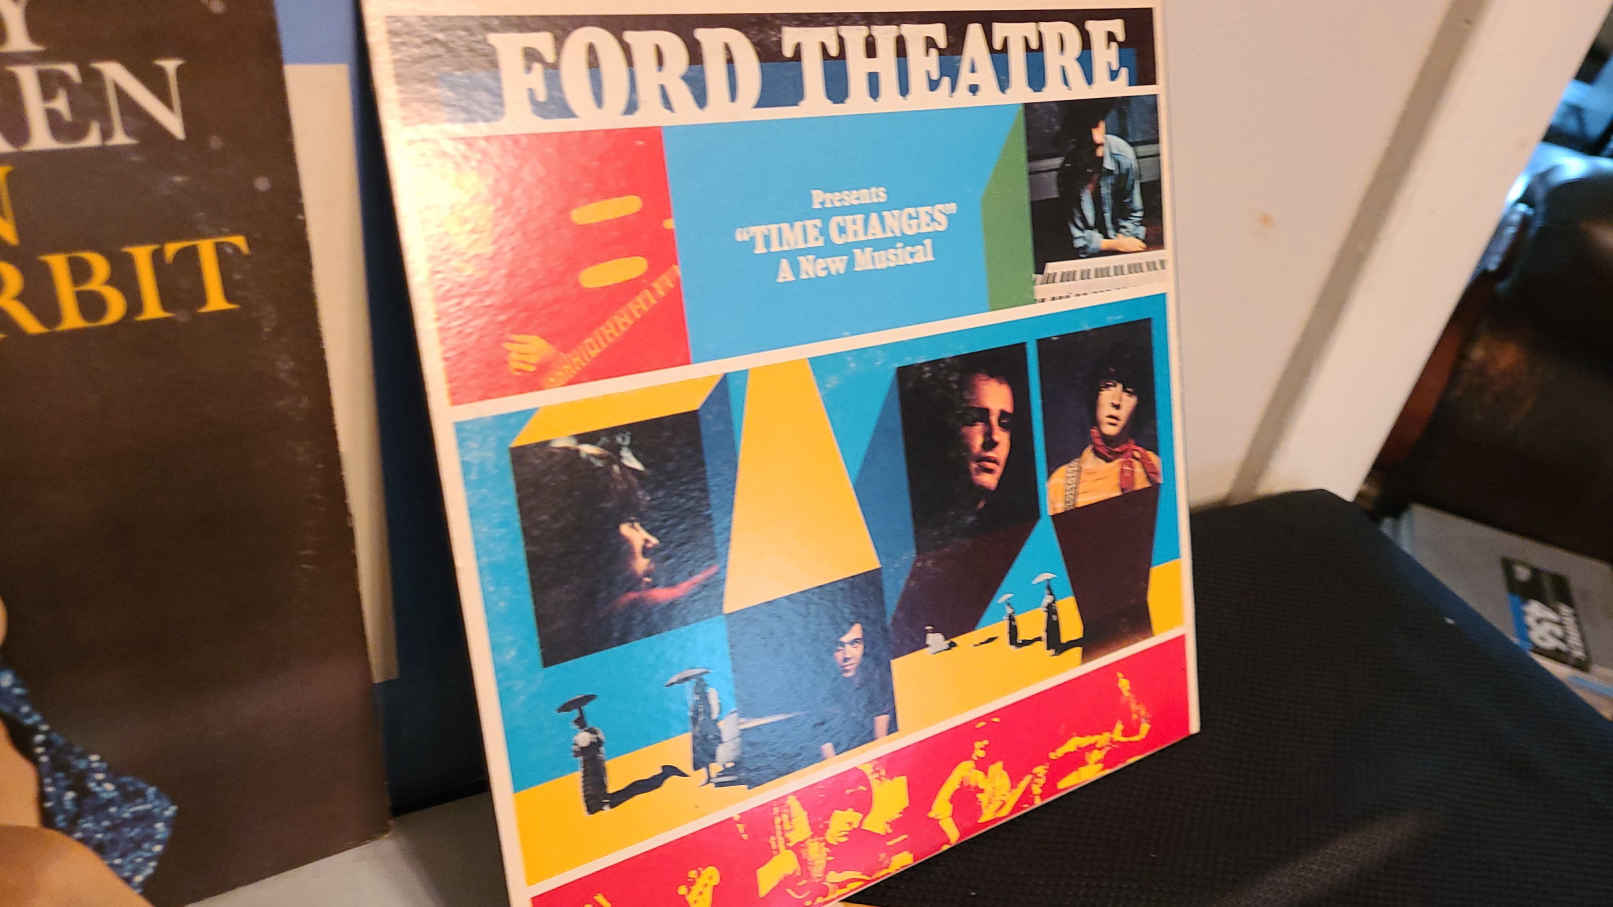 EN
RBIT
FORD THEATRE
Presents
"TIME CHANGES"
A New Musical